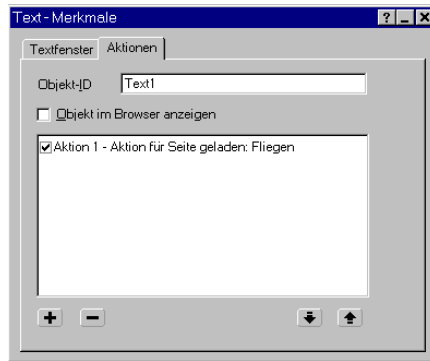 Text-Merkmale
Textfenster Aktionen
Objekt-ID Text1
Objekt im Browser anzeigen
Aktion 1 - Aktion für Seite geladen: Fliegen